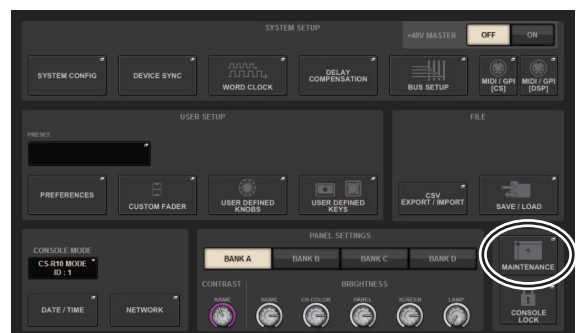 SYSTEM SETUP
+48V MASTER
OFF
ON
SYSTEM CONFIG
DEVICE SYNC
WORD CLOCK
DELAY
COMPENSATION
BUS SETUP
MIDI / GPI
[CS]
MIDI / GPI
[DSP]
USER SETUP
FILE
PRESET
PREFERENCES
CUSTOM FADER
USER DEFINED
KNOBS
USER DEFINED
KEYS
CSV
EXPORT / IMPORT
SAVE / LOAD
CONSOLE MODE
CS-R10 MODE
ID : 1
DATE / TIME
NETWORK
PANEL SETTINGS
BANK A
BANK B
BANK C
BANK D
CONTRAST
BRIGHTNESS
NAME
NAME
CH COLOR
PANEL
SCREEN
LAMP
MAINTENANCE
CONSOLE
LOCK